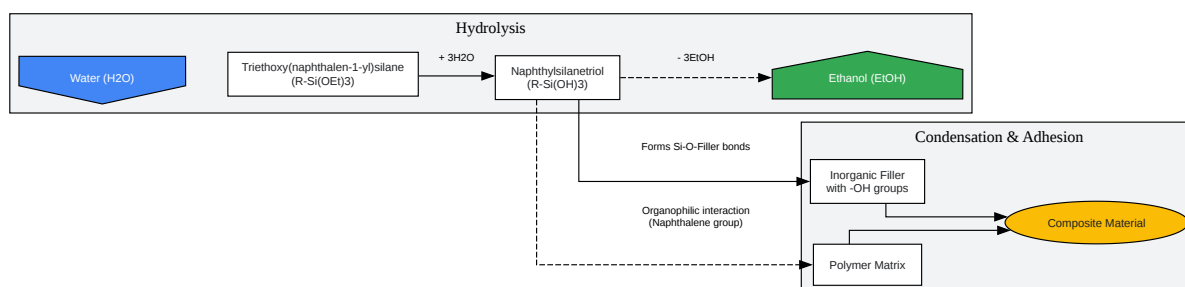 Hydrolysis
Water (H2O)
Triethoxy(naphthalen-1-yl)silane
(R-Si(OEt)3)
+ 3H2O
Naphthylsilanetriol
(R-Si(OH)3)
- 3EtOH
Ethanol (EtOH)
Condensation & Adhesion
Forms Si-O-Filler bonds
Inorganic Filler
with -OH groups
Organophilic interaction
(Naphthalene group)
Composite Material
Polymer Matrix